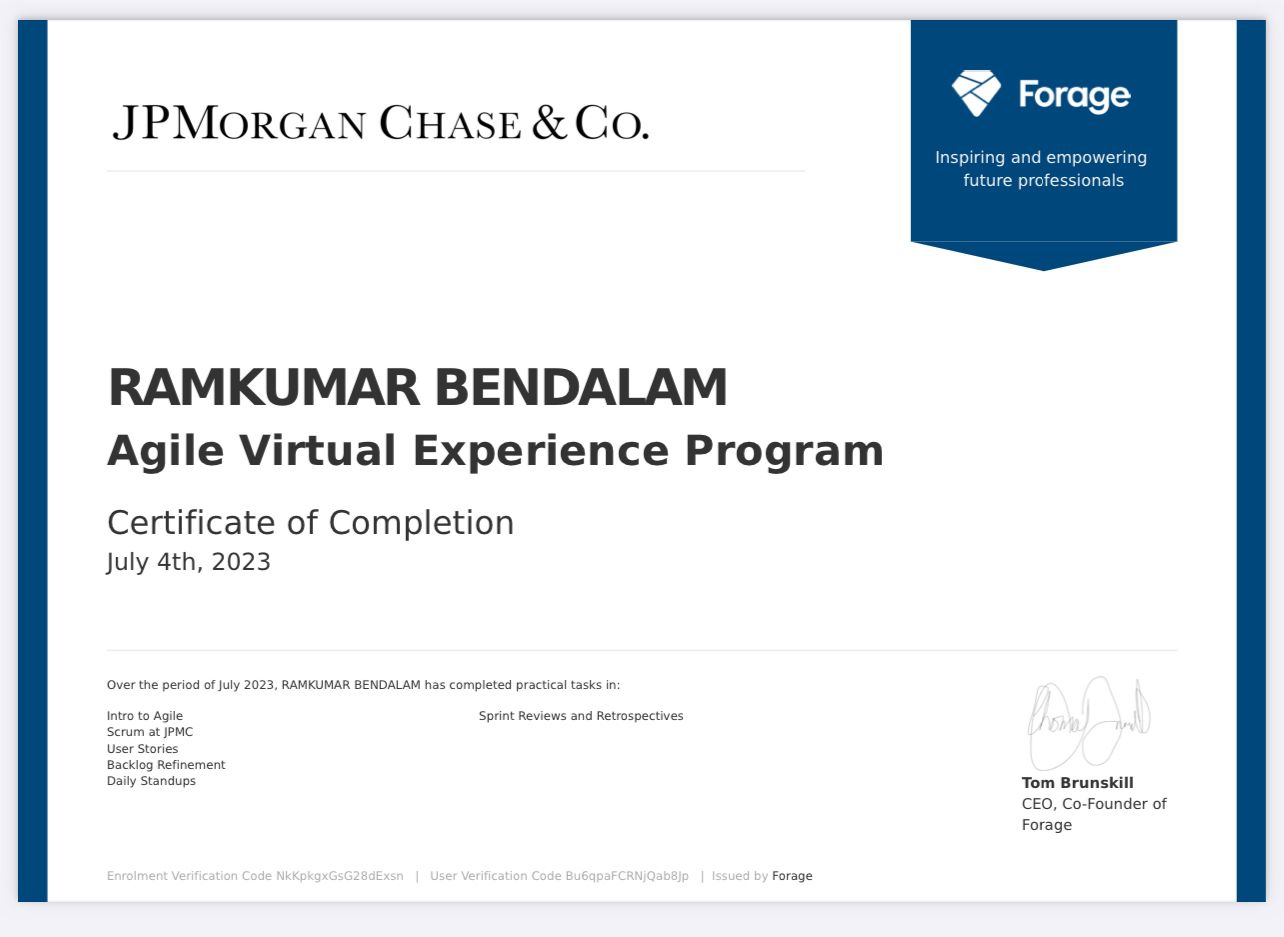 JPMORGAN CHASE & CO.
Forage
Inspiring and empowering
future professionals
RAMKUMAR BENDALAM
Agile Virtual Experience Program
Certificate of Completion
July 4th, 2023
Over the period of July 2023, RAMKUMAR BENDALAM has completed practical tasks in:
Intro to Agile
Scrum at JPMC
User Stories
Backlog Refinement
Daily Standups
Sprint Reviews and Retrospectives
Tom Brunskill
CEO, Co-Founder of
Forage
Enrolment Verification Code NkKpkgxGsG28dExsn | User Verification Code Bu6qpaFCRNjQab8Jp | Issued by Forage